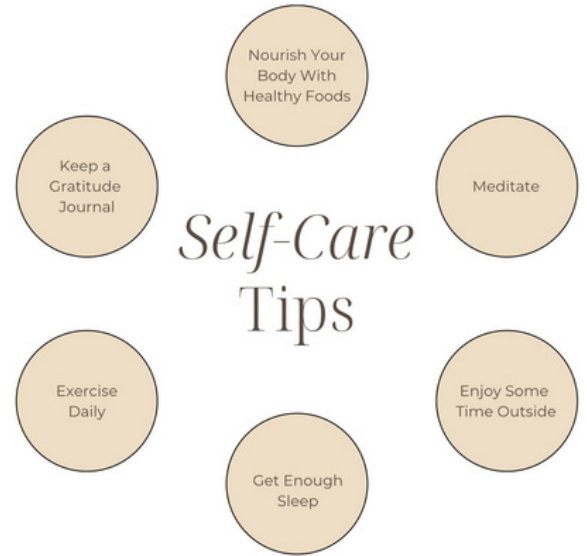 Nourish Your
Body With
Healthy Foods
Keep a
Gratitude
Journal
Meditate
Self-Care
Tips
Exercise
Daily
Enjoy Some
Time Outside
Get Enough
Sleep